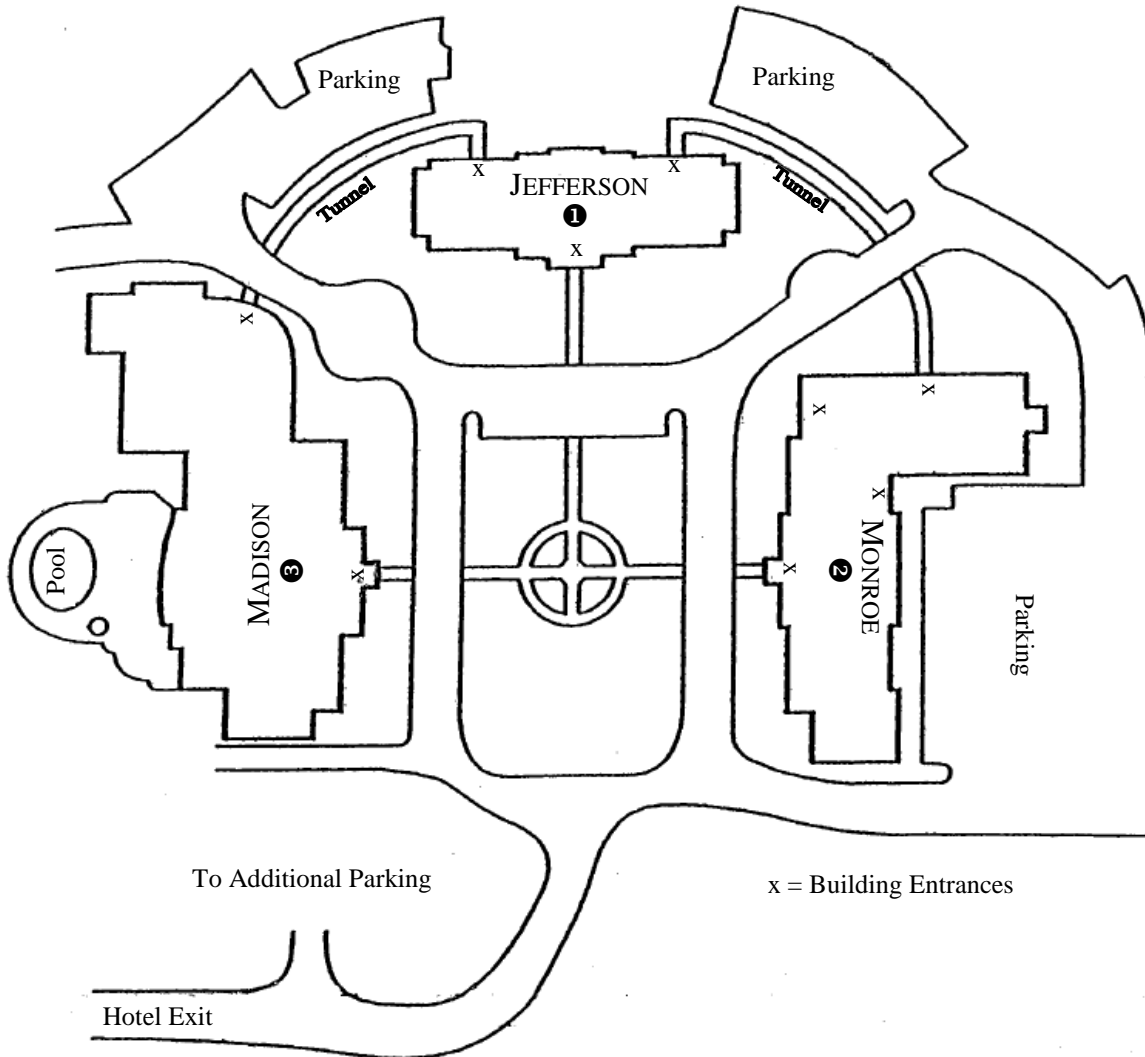 Parking
Parking
x
x
JEFFERSON
❶
x
Tunnel
Tunnel
x
x
x
x
Pool
MADISON
❸
x
x
❷
MONROE
Parking
To Additional Parking
x = Building Entrances
Hotel Exit